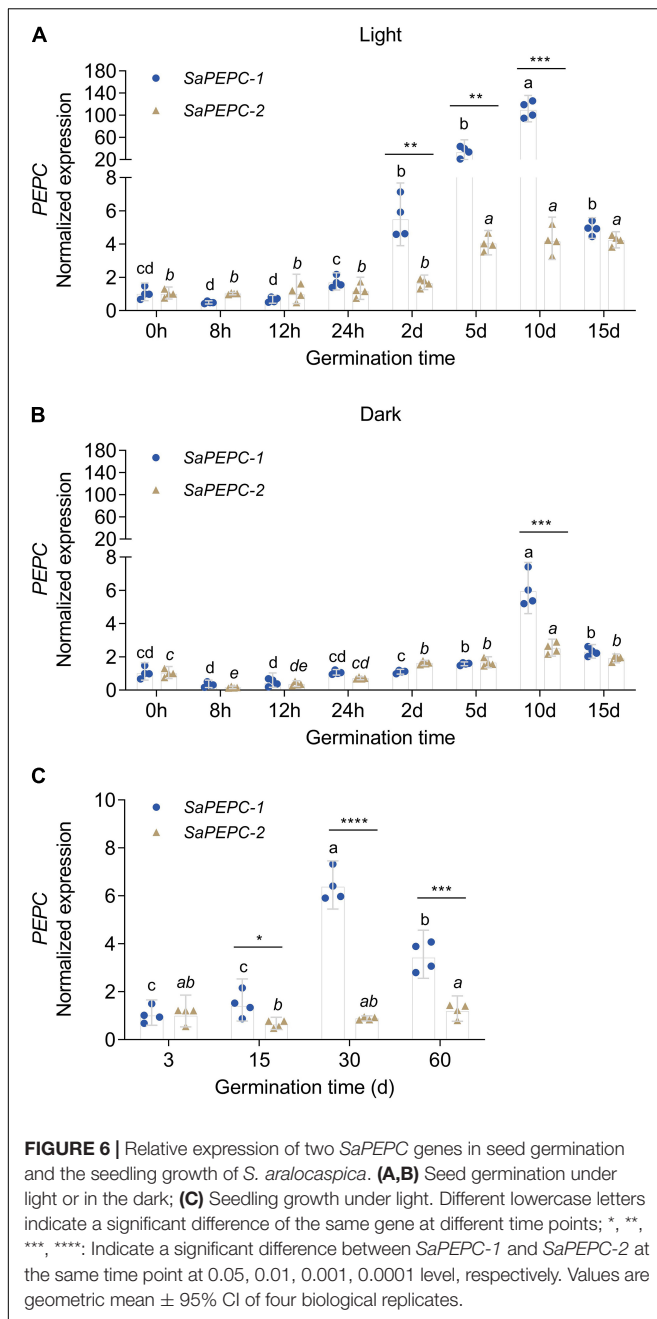 A
Light
SaPEPC-1
SaPEPC-2
PEPC
Normalized expression
180
140
100
60
20
8
6
4
2
0
cd b d b d b c b b ** b ** a a *** a b a
0h 8h 12h 24h 2d 5d 10d 15d
Germination time
B
Dark
SaPEPC-1
SaPEPC-2
PEPC
Normalized expression
180
140
100
60
20
8
6
4
2
0
cd c d e d de cd cd c b b b *** a a b b
0h 8h 12h 24h 2d 5d 10d 15d
Germination time
C
SaPEPC-1
SaPEPC-2
PEPC
Normalized expression
10
8
6
4
2
0
c ab * c b **** a ab *** b a
3 15 30 60
Germination time (d)
FIGURE 6 | Relative expression of two SaPEPC genes in seed germination
and the seedling growth of S. aralocaspica. (A,B) Seed germination under
light or in the dark; (C) Seedling growth under light. Different lowercase letters
indicate a significant difference of the same gene at different time points; *, **,
***, ****: Indicate a significant difference between SaPEPC-1 and SaPEPC-2 at
the same time point at 0.05, 0.01, 0.001, 0.0001 level, respectively. Values are
geometric mean ± 95% CI of four biological replicates.